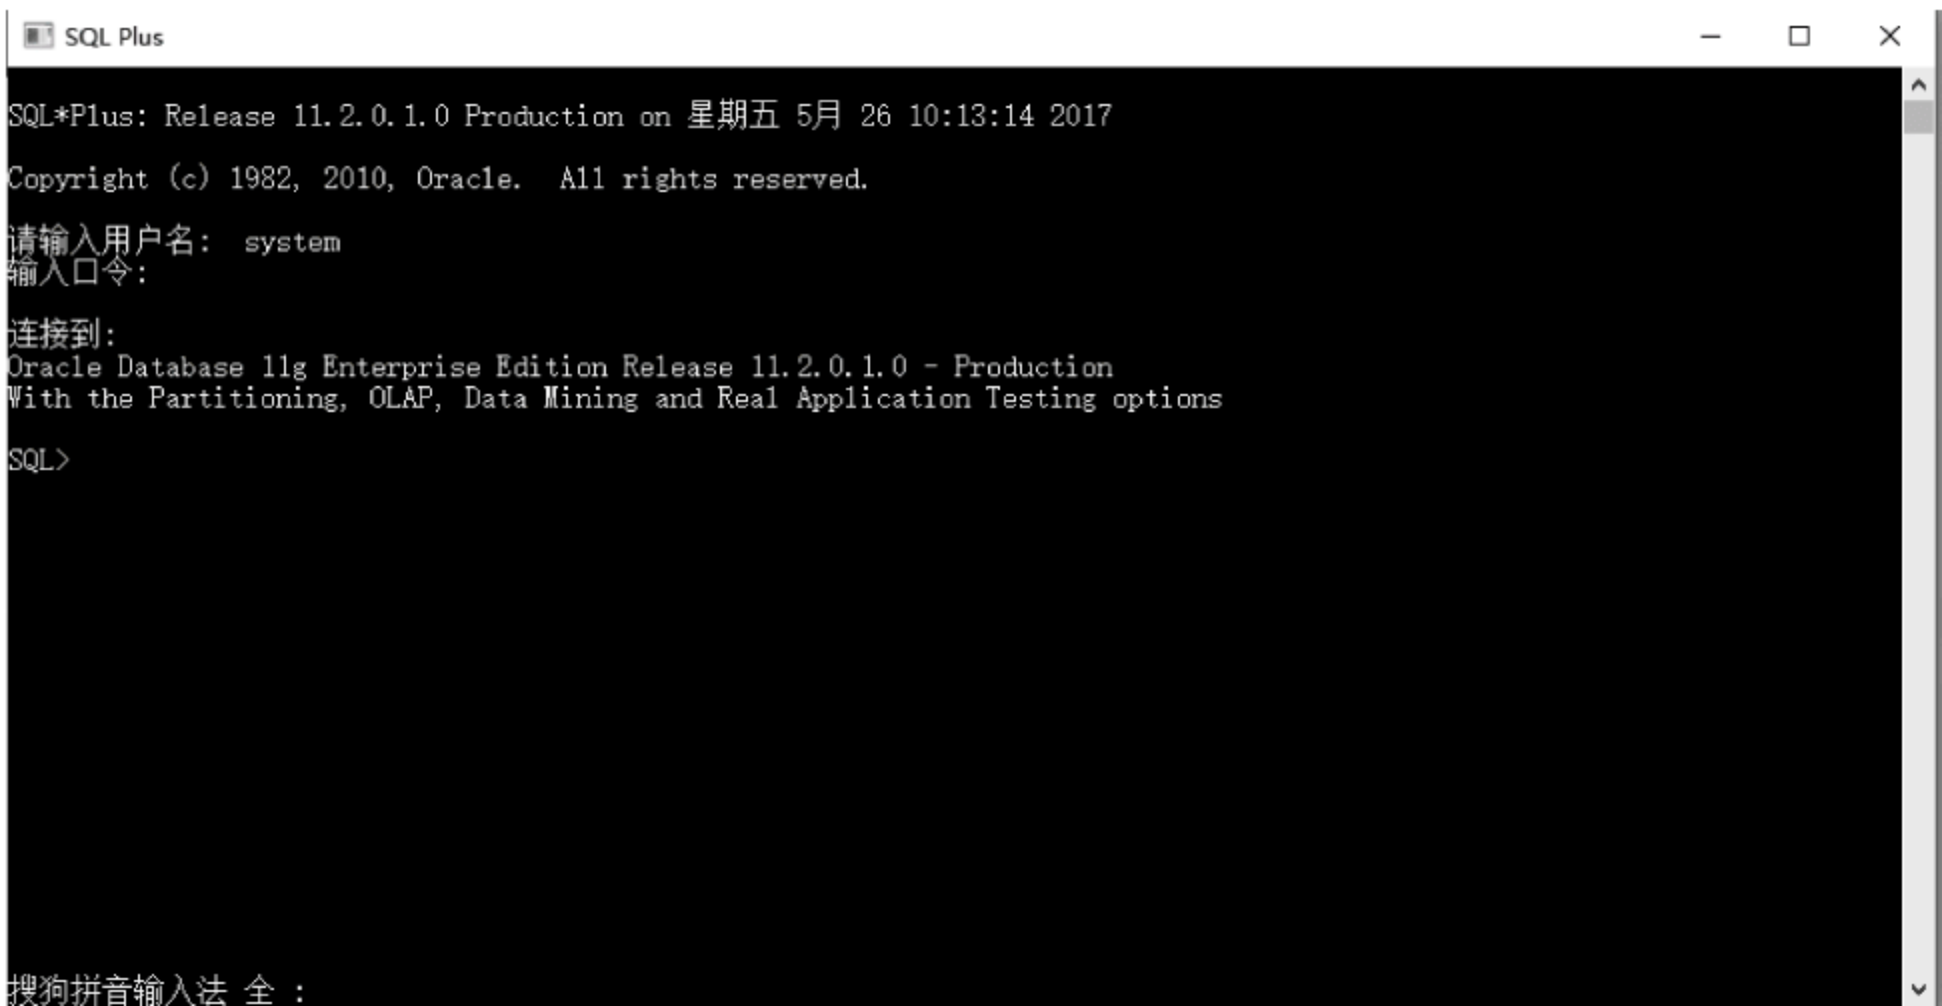 SQL Plus
SQL*Plus: Release 11.2.0.1.0 Production on 星期五 5月 26 10:13:14 2017
Copyright (c) 1982, 2010, Oracle.  All rights reserved.
请输入用户名:  system
输入口令:
连接到:
Oracle Database 11g Enterprise Edition Release 11.2.0.1.0 - Production
With the Partitioning, OLAP, Data Mining and Real Application Testing options
SQL>
搜狗拼音输入法 全 :